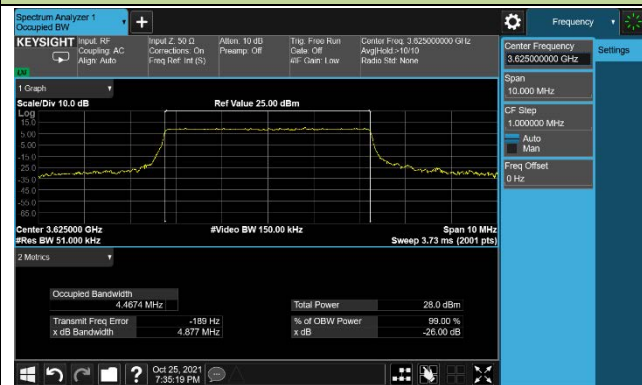 Spectrum Analyzer 1
Occupied BW
Frequency
KEYSIGHT
Input: RF
Coupling: AC
Align: Auto
Input Z: 50 Ω
Corrections: On
Freq Ref: Int (S)
Atten: 10 dB
Preamp: Off
Trig: Free Run
Gate: Off
#IF Gain: Low
Center Freq: 3.625000000 GHz
Avg|Hold:>10/10
Radio Std: None
LNI
Center Frequency
3.625000000 GHz
Settings
Span
10.000 MHz
CF Step
1.000000 MHz
Auto
Man
Freq Offset
0 Hz
1 Graph
Scale/Div 10.0 dB
Ref Value 25.00 dBm
Log
15.0
5.00
-5.00
-15.0
-25.0
-35.0
-45.0
-55.0
-65.0
Center 3.625000 GHz
#Video BW 150.00 kHz
Span 10 MHz
#Res BW 51.000 kHz
Sweep 3.73 ms (2001 pts)
2 Metrics
Occupied Bandwidth
4.4674 MHz
Total Power
28.0 dBm
Transmit Freq Error
-189 Hz
% of OBW Power
99.00 %
x dB Bandwidth
4.877 MHz
x dB
-26.00 dB
?
Oct 25, 2021
7:35:19 PM